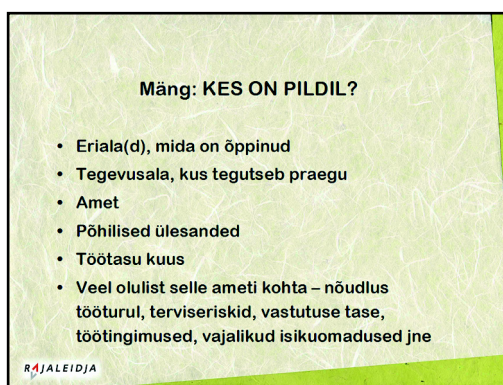 Mäng: KES ON PILDIL?
• Eriala(d), mida on õppinud
• Tegevusala, kus tegutseb praegu
• Amet
• Põhilised ülesanded
• Töötasu kuus
• Veel olulist selle ameti kohta – nõudlus
tööturul, terviseriskid, vastutuse tase,
töötingimused, vajalikud isikuomadused jne
RAJALEIDJA